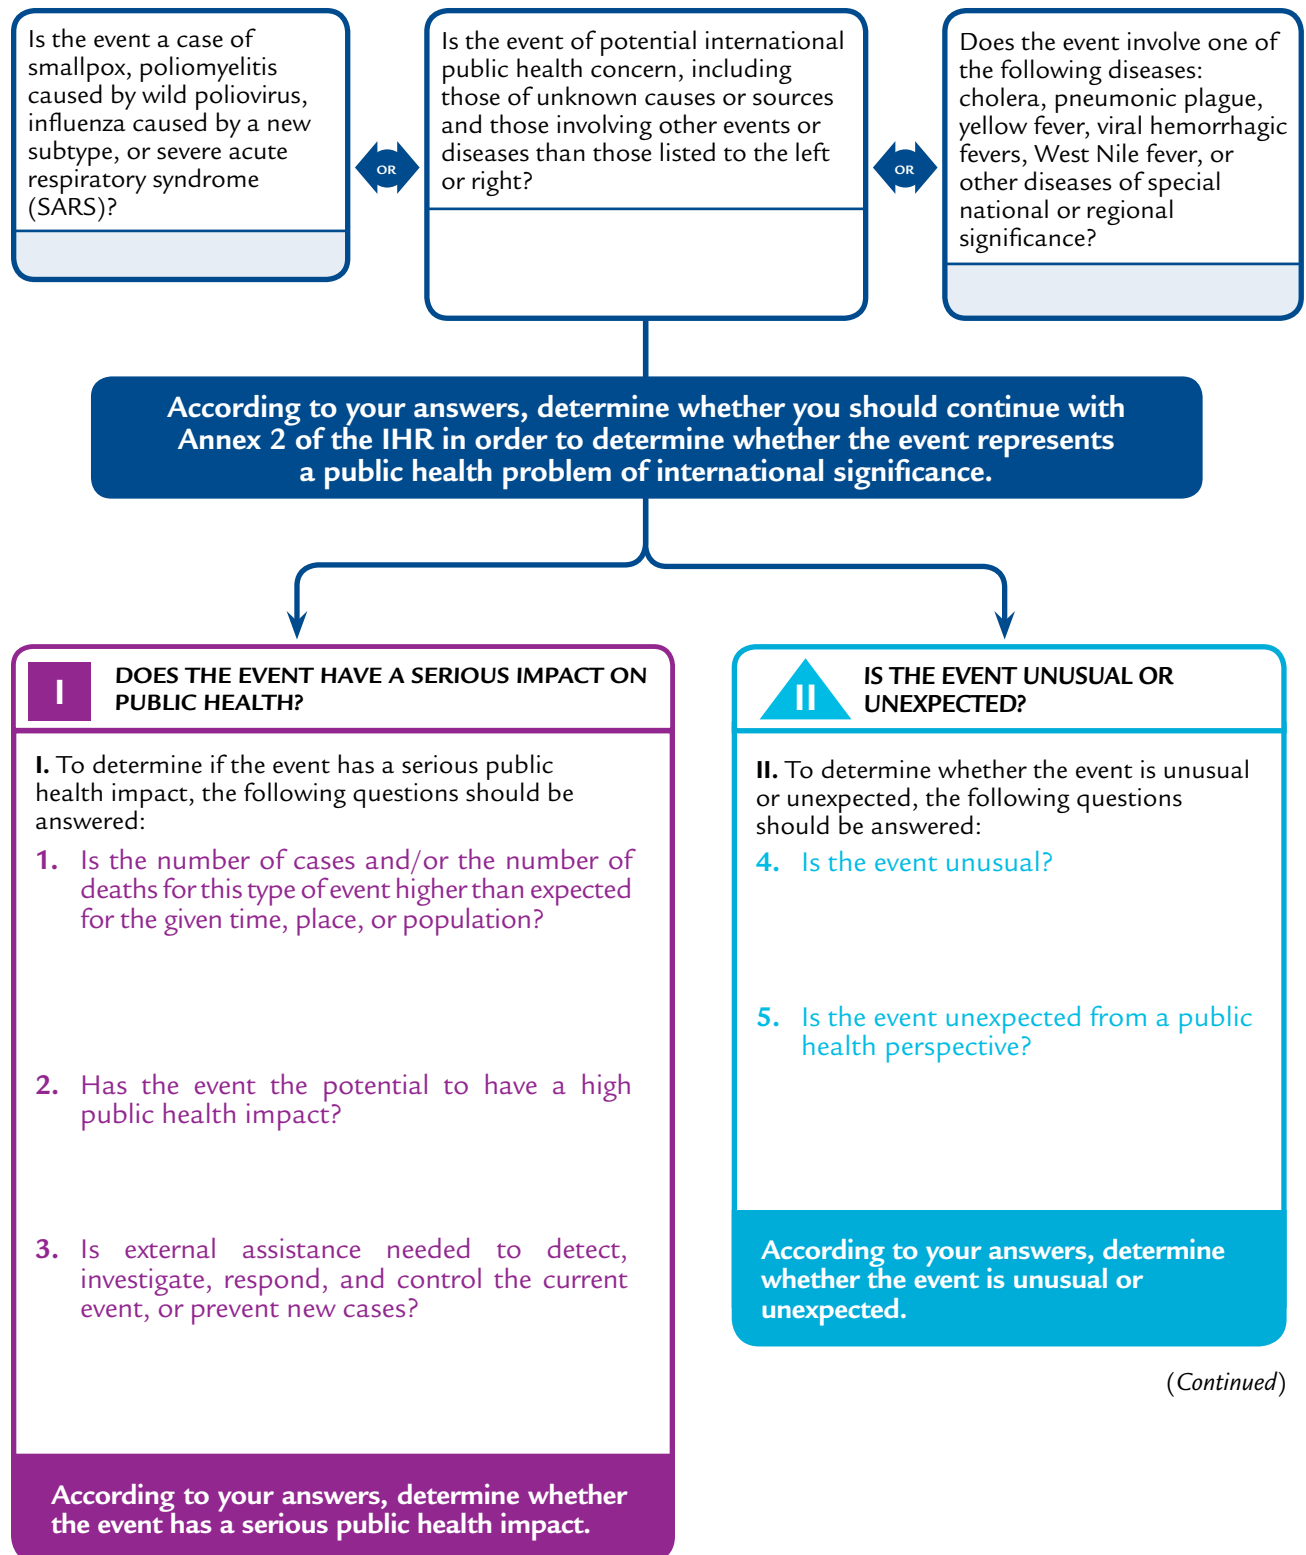 Is the event a case of
smallpox, poliomyelitis
caused by wild poliovirus,
influenza caused by a new
subtype, or severe acute
respiratory syndrome
(SARS)?
OR
Is the event of potential international
public health concern, including
those of unknown causes or sources
and those involving other events or
diseases than those listed to the left
or right?
OR
Does the event involve one of
the following diseases:
cholera, pneumonic plague,
yellow fever, viral hemorrhagic
fevers, West Nile fever, or
other diseases of special
national or regional
significance?
According to your answers, determine whether you should continue with
Annex 2 of the IHR in order to determine whether the event represents
a public health problem of international significance.
I
DOES THE EVENT HAVE A SERIOUS IMPACT ON
PUBLIC HEALTH?
I. To determine if the event has a serious public
health impact, the following questions should be
answered:
1. Is the number of cases and/or the number of
deaths for this type of event higher than expected
for the given time, place, or population?
2. Has the event the potential to have a high
public health impact?
3. Is external assistance needed to detect,
investigate, respond, and control the current
event, or prevent new cases?
According to your answers, determine whether
the event has a serious public health impact.
II
IS THE EVENT UNUSUAL OR
UNEXPECTED?
II. To determine whether the event is unusual
or unexpected, the following questions
should be answered:
4. Is the event unusual?
5. Is the event unexpected from a public
health perspective?
According to your answers, determine
whether the event is unusual or
unexpected.
(Continued)